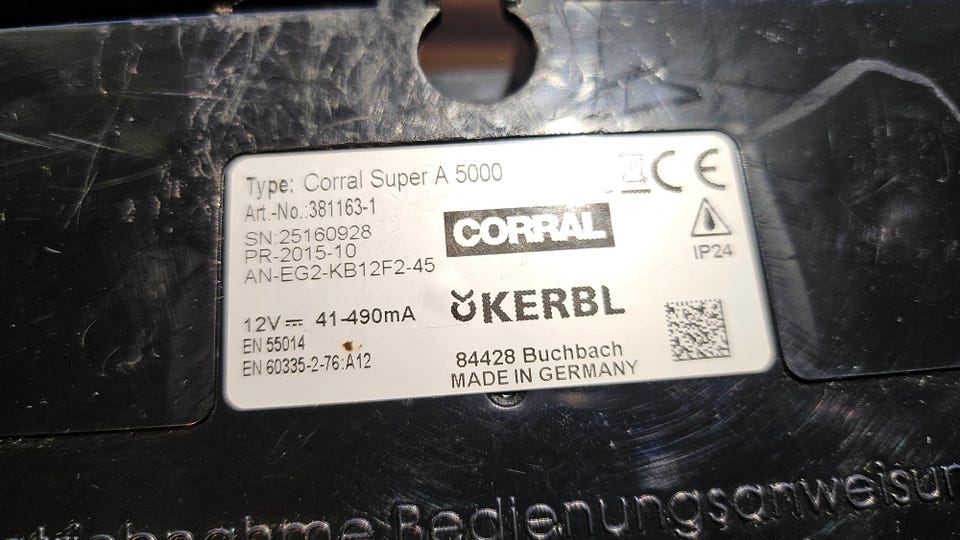 Type: Corral Super A 5000
Art.-No.:381163-1
SN:25160928
PR-2015-10
AN-EG2-KB12F2-45
12V 41-490mA
EN 55014
EN 60335-2-76:A12
CE
CORRAL
IP24
KERBL
84428 Buchbach
MADE IN GERMANY
Bedienungsanweisun